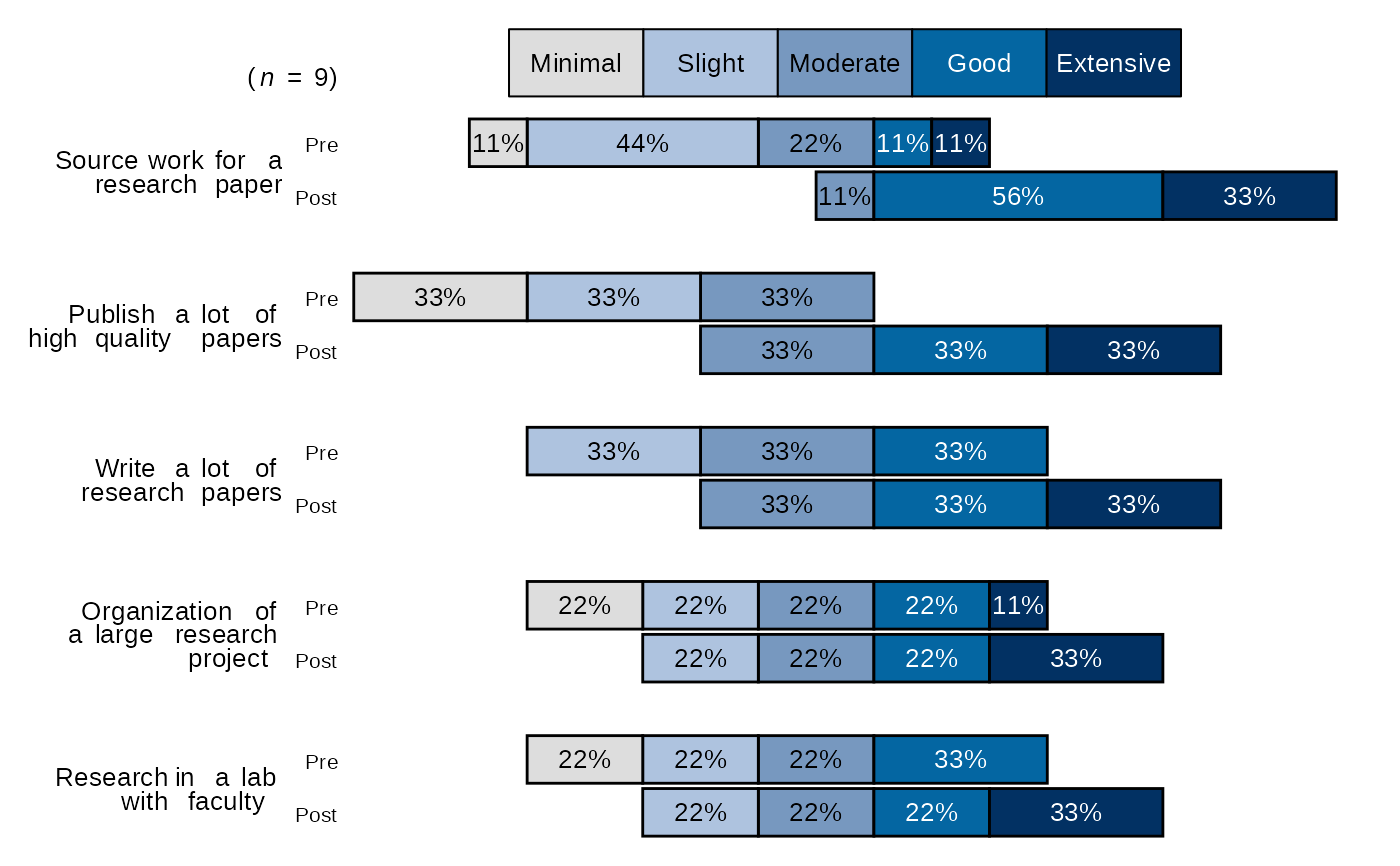 (n = 9) Minimal Slight Moderate Good Extensive
Source work for a
research paper
Pre 11% 44% 22% 11% 11%
Post 11% 56% 33%
Publish a lot of
high quality papers
Pre 33% 33% 33%
Post 33% 33% 33%
Write a lot of
research papers
Pre 33% 33% 33%
Post 33% 33% 33%
Organization of
a large research
project
Pre 22% 22% 22% 22% 11%
Post 22% 22% 22% 33%
Research in a lab
with faculty
Pre 22% 22% 22% 33%
Post 22% 22% 22% 33%